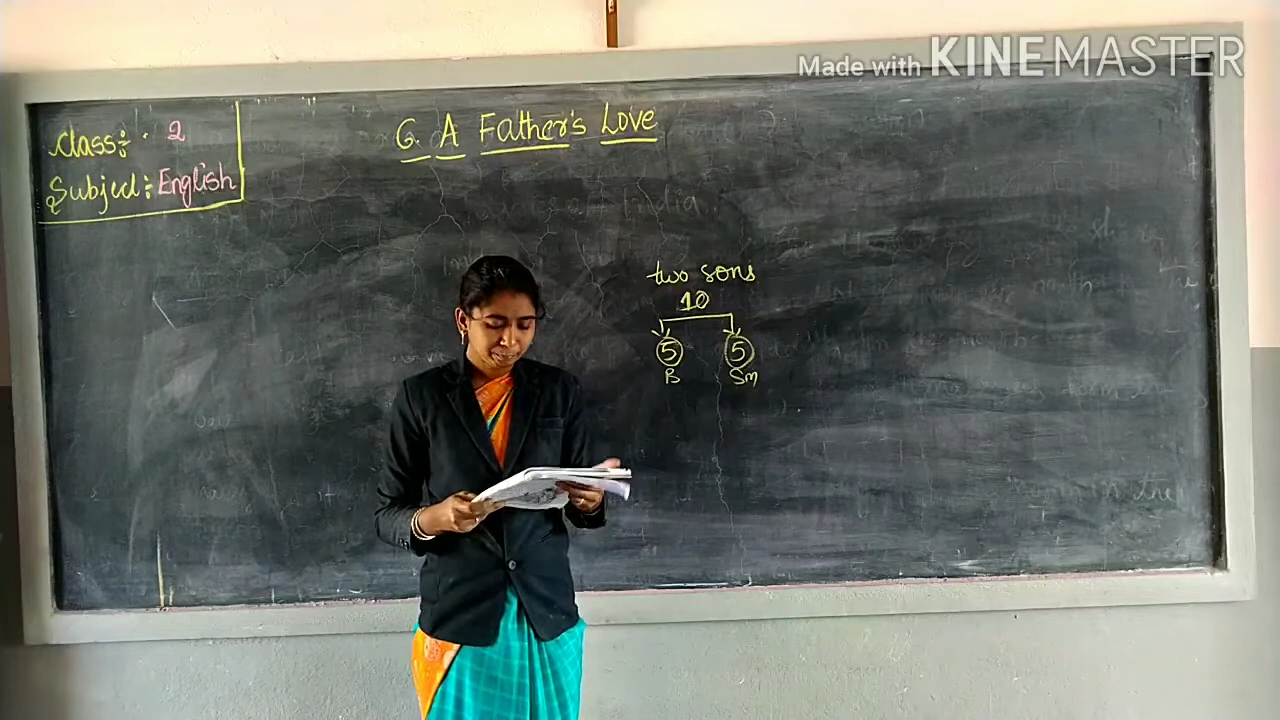 Made with KINEMASTER
Class:- 2
Subject:- English
6. A Father's Love
two sons
10
5 5
B Sm